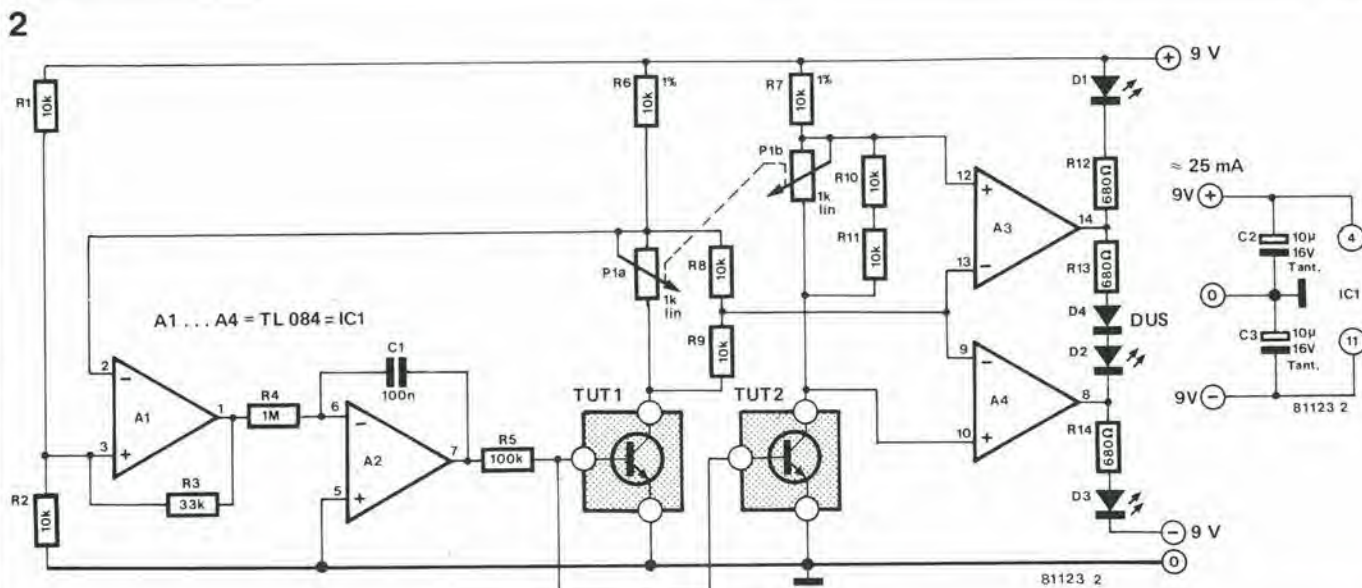 2
+ 9 V
R1
10k
R6
10k
1%
R7
10k
1%
D1
P1b
1k
lin
R10
10k
R11
10k
R12
680Ω
≈ 25 mA
9V +
12
+
A3
14
13
−
C2
10µ
16V
Tant.
4
P1a
1k
lin
R8
10k
R13
680Ω
0
IC1
A1 . . . A4 = TL 084 = IC1
R9
10k
D4
DUS
D2
C3
10µ
16V
Tant.
11
2
−
A1
1
3
+
R4
1M
C1
100n
6
−
A2
7
5
+
R5
100k
TUT1
TUT2
9
−
A4
8
10
+
9V −
81123 2
R14
680Ω
R3
33k
R2
10k
D3
− 9 V
0
81123 2